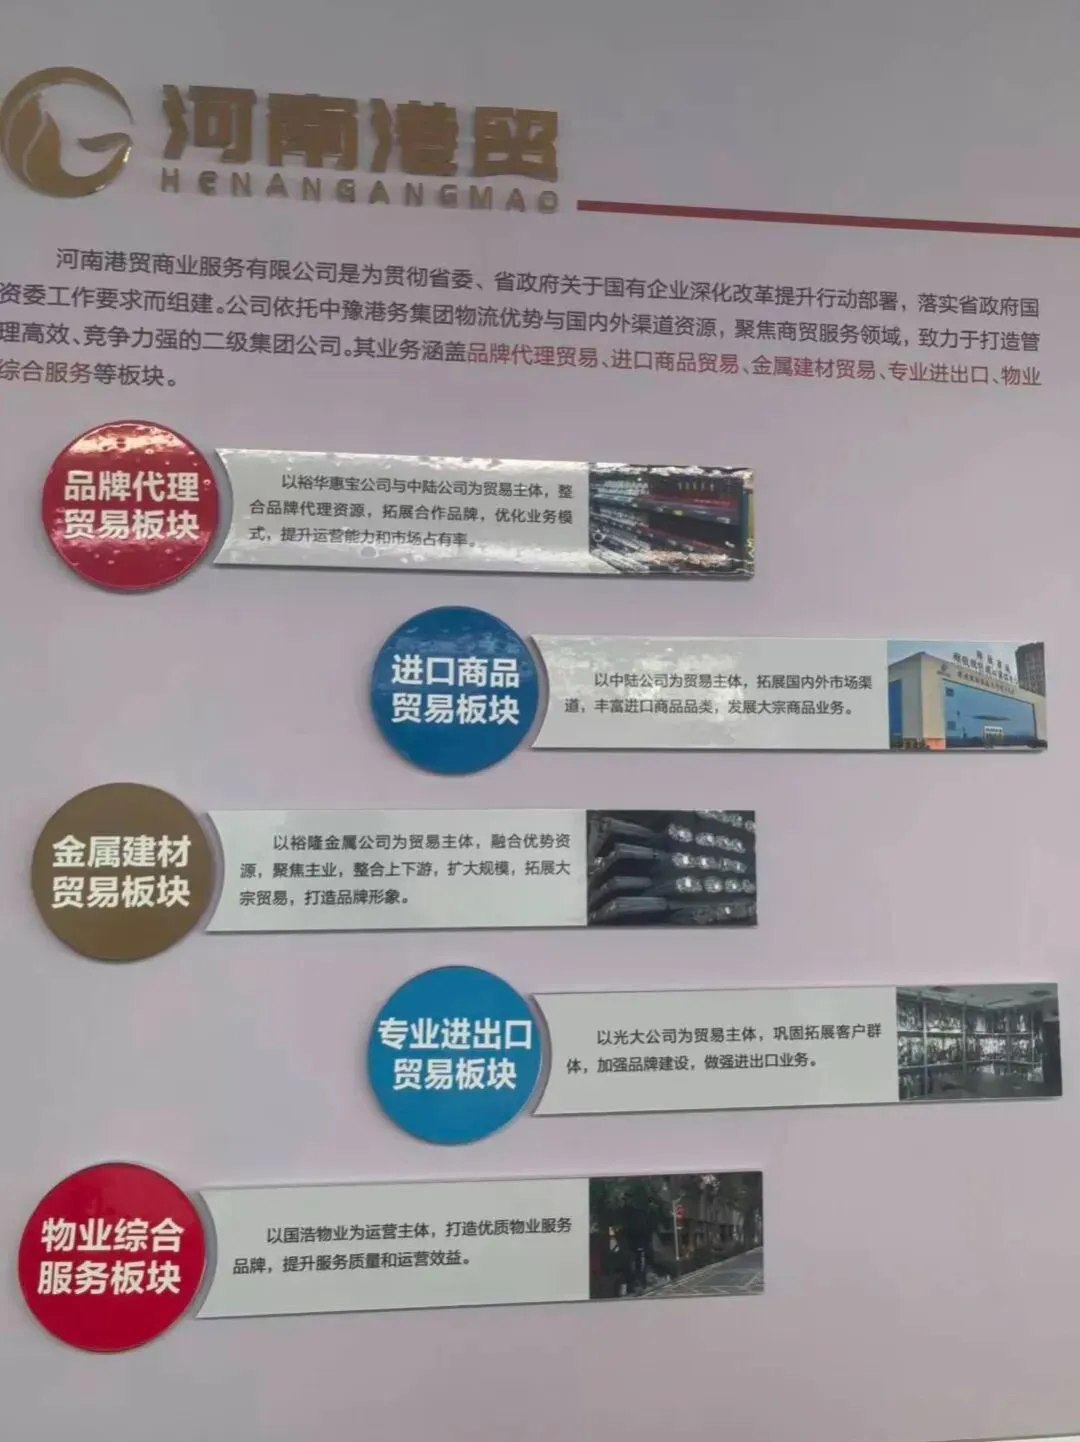 河南港贸
HENANGANGMAO
河南港贸商业服务有限公司是为贯彻省委、省政府关于国有企业深化改革提升行动部署，落实省政府国
资委工作要求而组建。公司依托中豫港务集团物流优势与国内外渠道资源，聚焦商贸服务领域，致力于打造管
理高效、竞争力强的二级集团公司。其业务涵盖品牌代理贸易、进口商品贸易、金属建材贸易、专业进出口、物业
综合服务等板块。
品牌代理
贸易板块
以裕华惠宝公司与中陆公司为贸易主体，整
合品牌代理资源，拓展合作品牌，优化业务模
式，提升运营能力和市场占有率。
进口商品
贸易板块
以中陆公司为贸易主体，拓展国内外市场渠
道，丰富进口商品品类，发展大宗商品业务。
金属建材
贸易板块
以裕隆金属公司为贸易主体，融合优势资
源，聚焦主业，整合上下游，扩大规模，拓展大
宗贸易，打造品牌形象。
专业进出口
贸易板块
以光大公司为贸易主体，巩固拓展客户群
体，加强品牌建设，做强进出口业务。
物业综合
服务板块
以国浩物业为运营主体，打造优质物业服务
品牌，提升服务质量和运营效益。